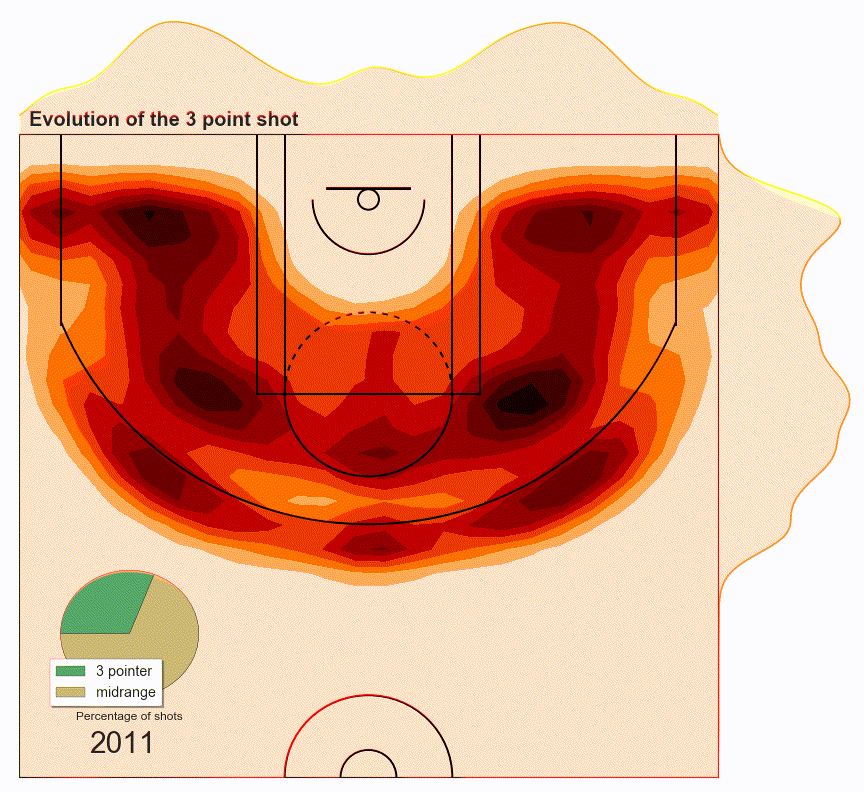 Evolution of the 3 point shot
3 pointer
midrange
Percentage of shots
2011